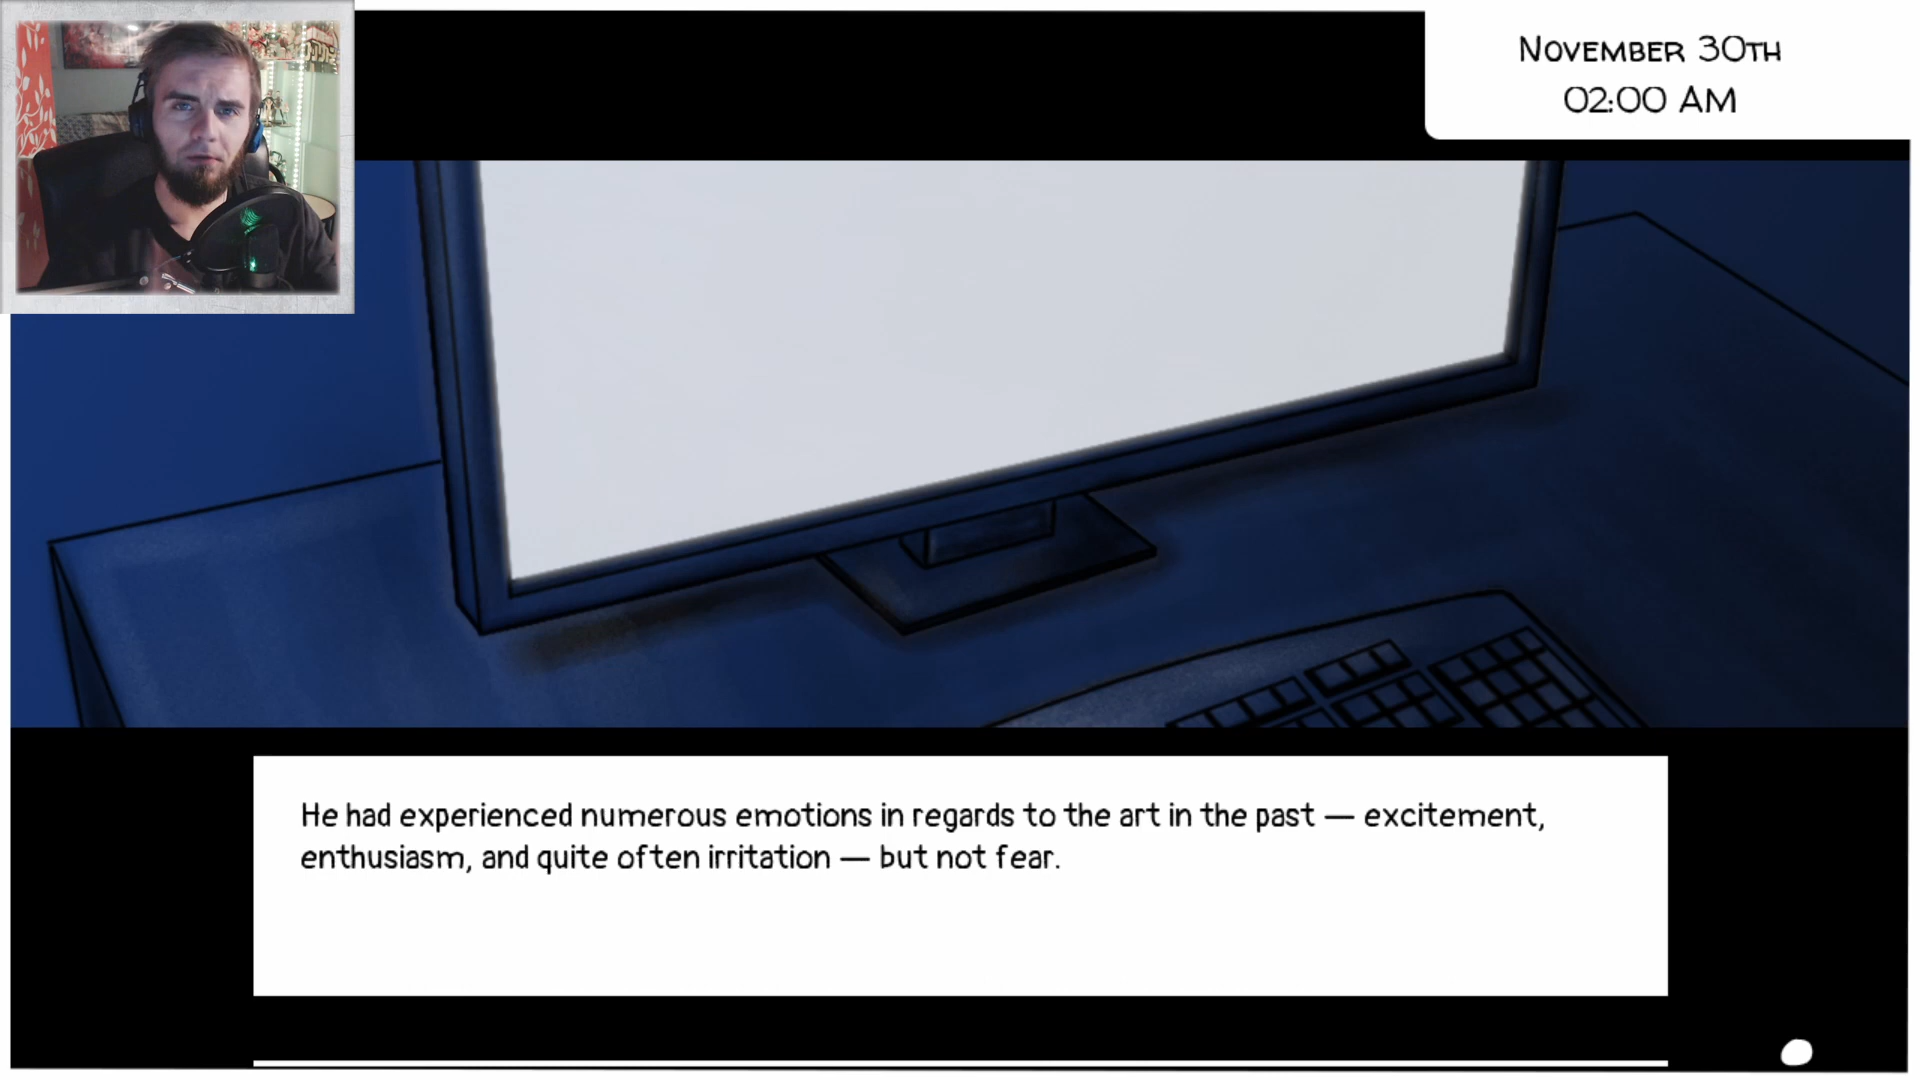 November 30th
02:00 AM
He had experienced numerous emotions in regards to the art in the past — excitement,
enthusiasm, and quite often irritation — but not fear.